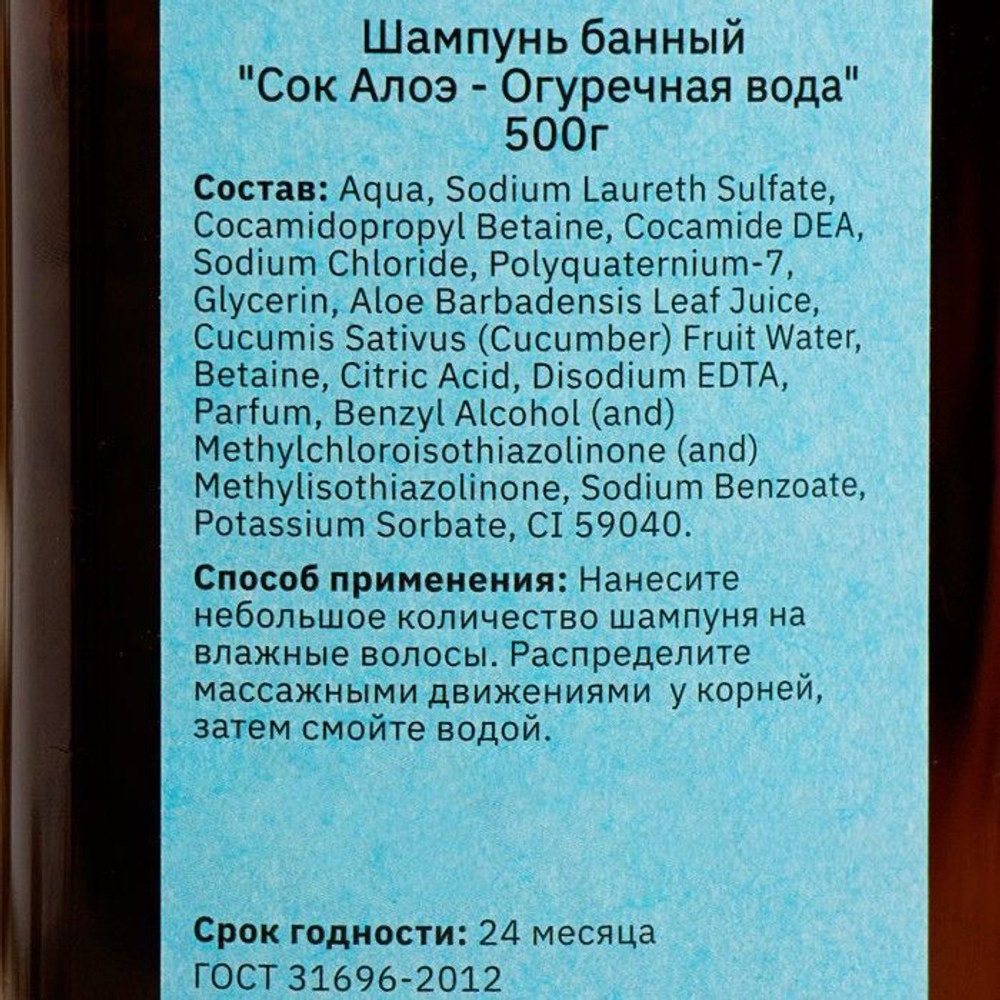 Шампунь банный
"Сок Алоэ - Огуречная вода"
500г
Состав: Aqua, Sodium Laureth Sulfate,
Cocamidopropyl Betaine, Cocamide DEA,
Sodium Chloride, Polyquaternium-7,
Glycerin, Aloe Barbadensis Leaf Juice,
Cucumis Sativus (Cucumber) Fruit Water,
Betaine, Citric Acid, Disodium EDTA,
Parfum, Benzyl Alcohol (and)
Methylchloroisothiazolinone (and)
Methylisothiazolinone, Sodium Benzoate,
Potassium Sorbate, CI 59040.
Способ применения: Нанесите
небольшое количество шампуня на
влажные волосы. Распределите
массажными движениями у корней,
затем смойте водой.
Срок годности: 24 месяца
ГОСТ 31696-2012